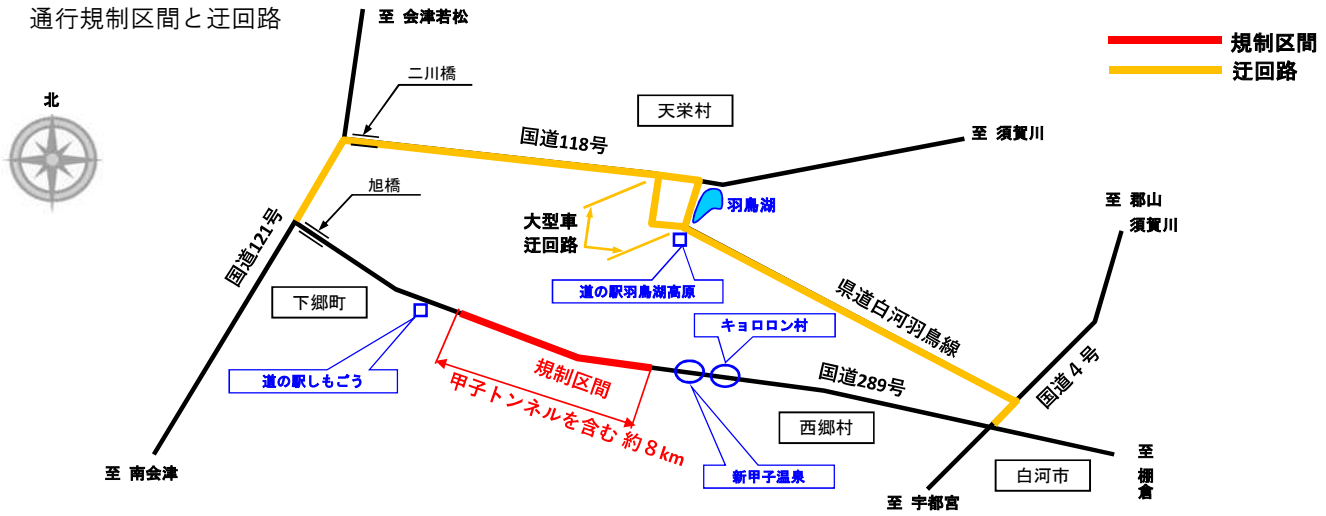 通行規制区間と迂回路
至 会津若松
規制区間
迂回路
北
二川橋
天栄村
国道118号
至 須賀川
旭橋
羽鳥湖
至 郡山
須賀川
大型車
迂回路
国道121号
下郷町
道の駅羽鳥湖高原
県道白河羽鳥線
キョロロン村
道の駅しもごう
規制区間
甲子トンネルを含む 約8km
国道289号
国道4号
西郷村
新甲子温泉
至 南会津
至 宇都宮
白河市
至
棚
倉